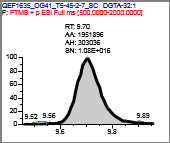 QEF1635_OG41_T5-45-2-7_SC DGTA-32:1
F: FTMS + p ESI Full ms [500.0000-2000.0000]
RT: 9.70
AA: 1951896
AH: 303036
SN: 1.08E+016
100
80
60
40
20
0
9.52 9.56 9.89
9.6 9.8